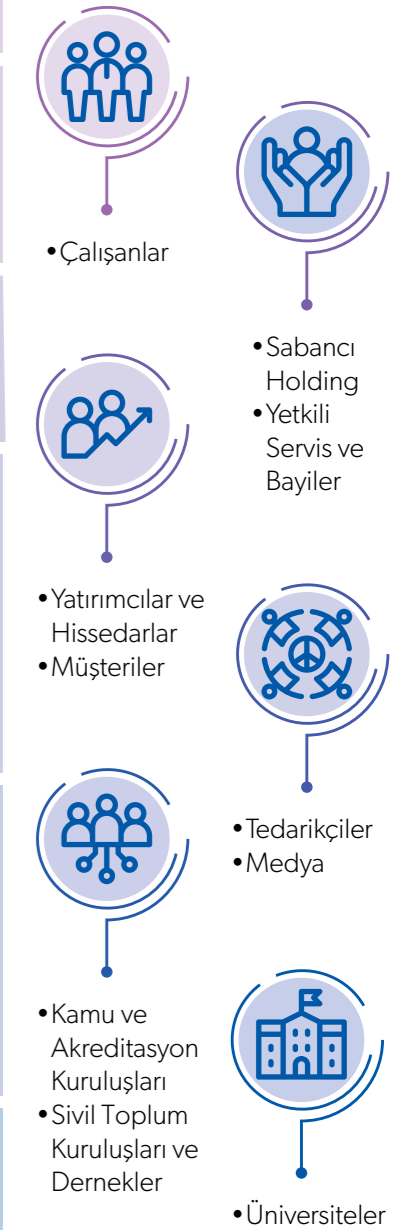 •Çalışanlar
•Sabancı
Holding
•Yetkili
Servis ve
Bayiler
•Yatırımcılar ve
Hissedarlar
•Müşteriler
•Tedarikçiler
•Medya
•Kamu ve
Akreditasyon
Kuruluşları
•Sivil Toplum
Kuruluşları ve
Dernekler
•Üniversiteler